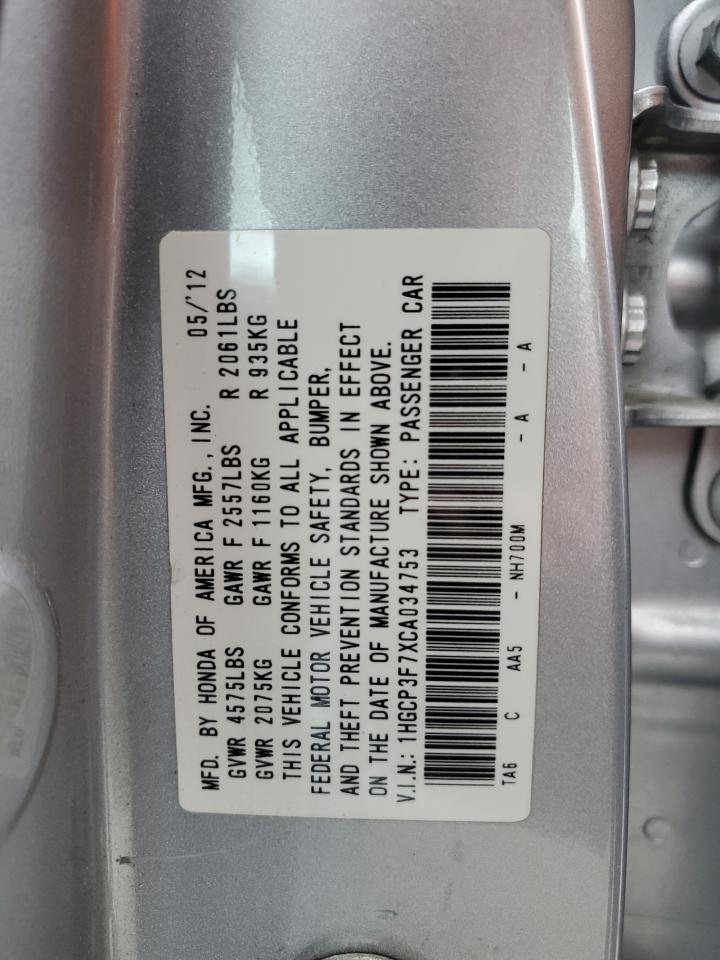 MFD. BY HONDA OF AMERICA MFG., INC. 05/'12
GVWR 4575LBS GAWR F 2557LBS R 2061LBS
GVWR 2075KG GAWR F 1160KG R 935KG
THIS VEHICLE CONFORMS TO ALL APPLICABLE
FEDERAL MOTOR VEHICLE SAFETY, BUMPER,
AND THEFT PREVENTION STANDARDS IN EFFECT
ON THE DATE OF MANUFACTURE SHOWN ABOVE.
V.I.N.: 1HGCP3F7XCA034753 TYPE: PASSENGER CAR
TA6 C AA5 - NH700M - A - A